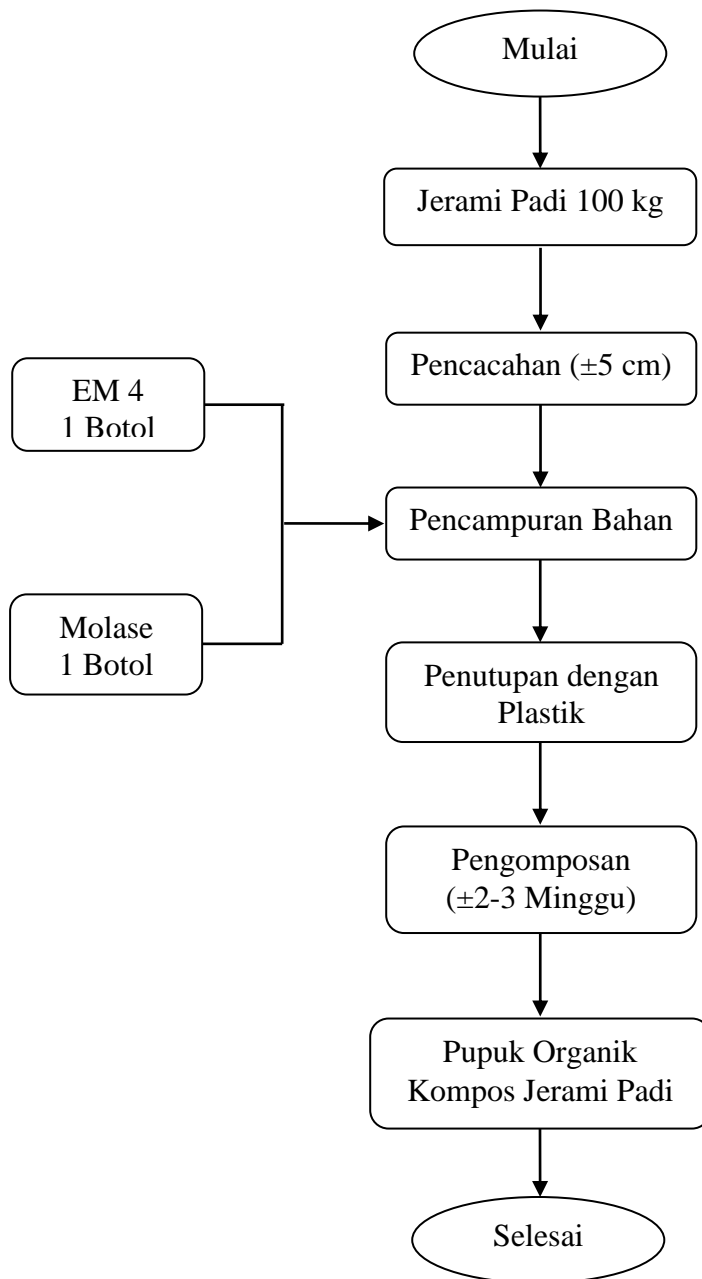 Mulai
Jerami Padi 100 kg
Pencacahan (±5 cm)
EM 4
1 Botol
Pencampuran Bahan
Molase
1 Botol
Penutupan dengan
Plastik
Pengomposan
(±2-3 Minggu)
Pupuk Organik
Kompos Jerami Padi
Selesai